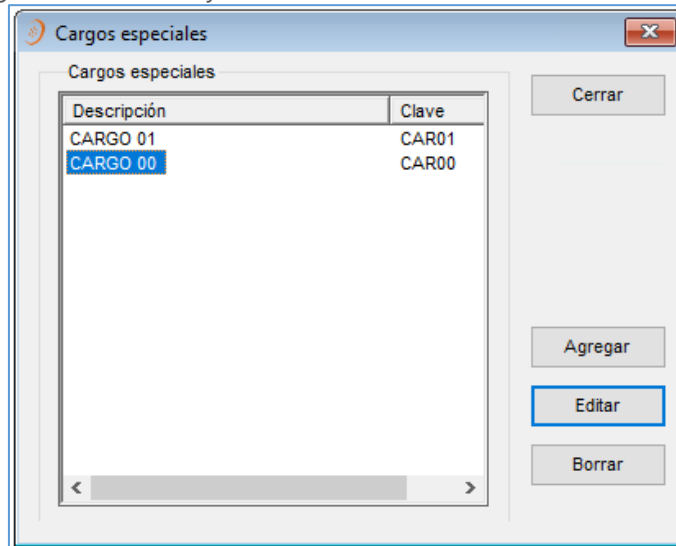 Cargos especiales
Cargos especiales
Cerrar
Descripción Clave
CARGO 01 CAR01
CARGO 00 CAR00
Agregar
Editar
Borrar